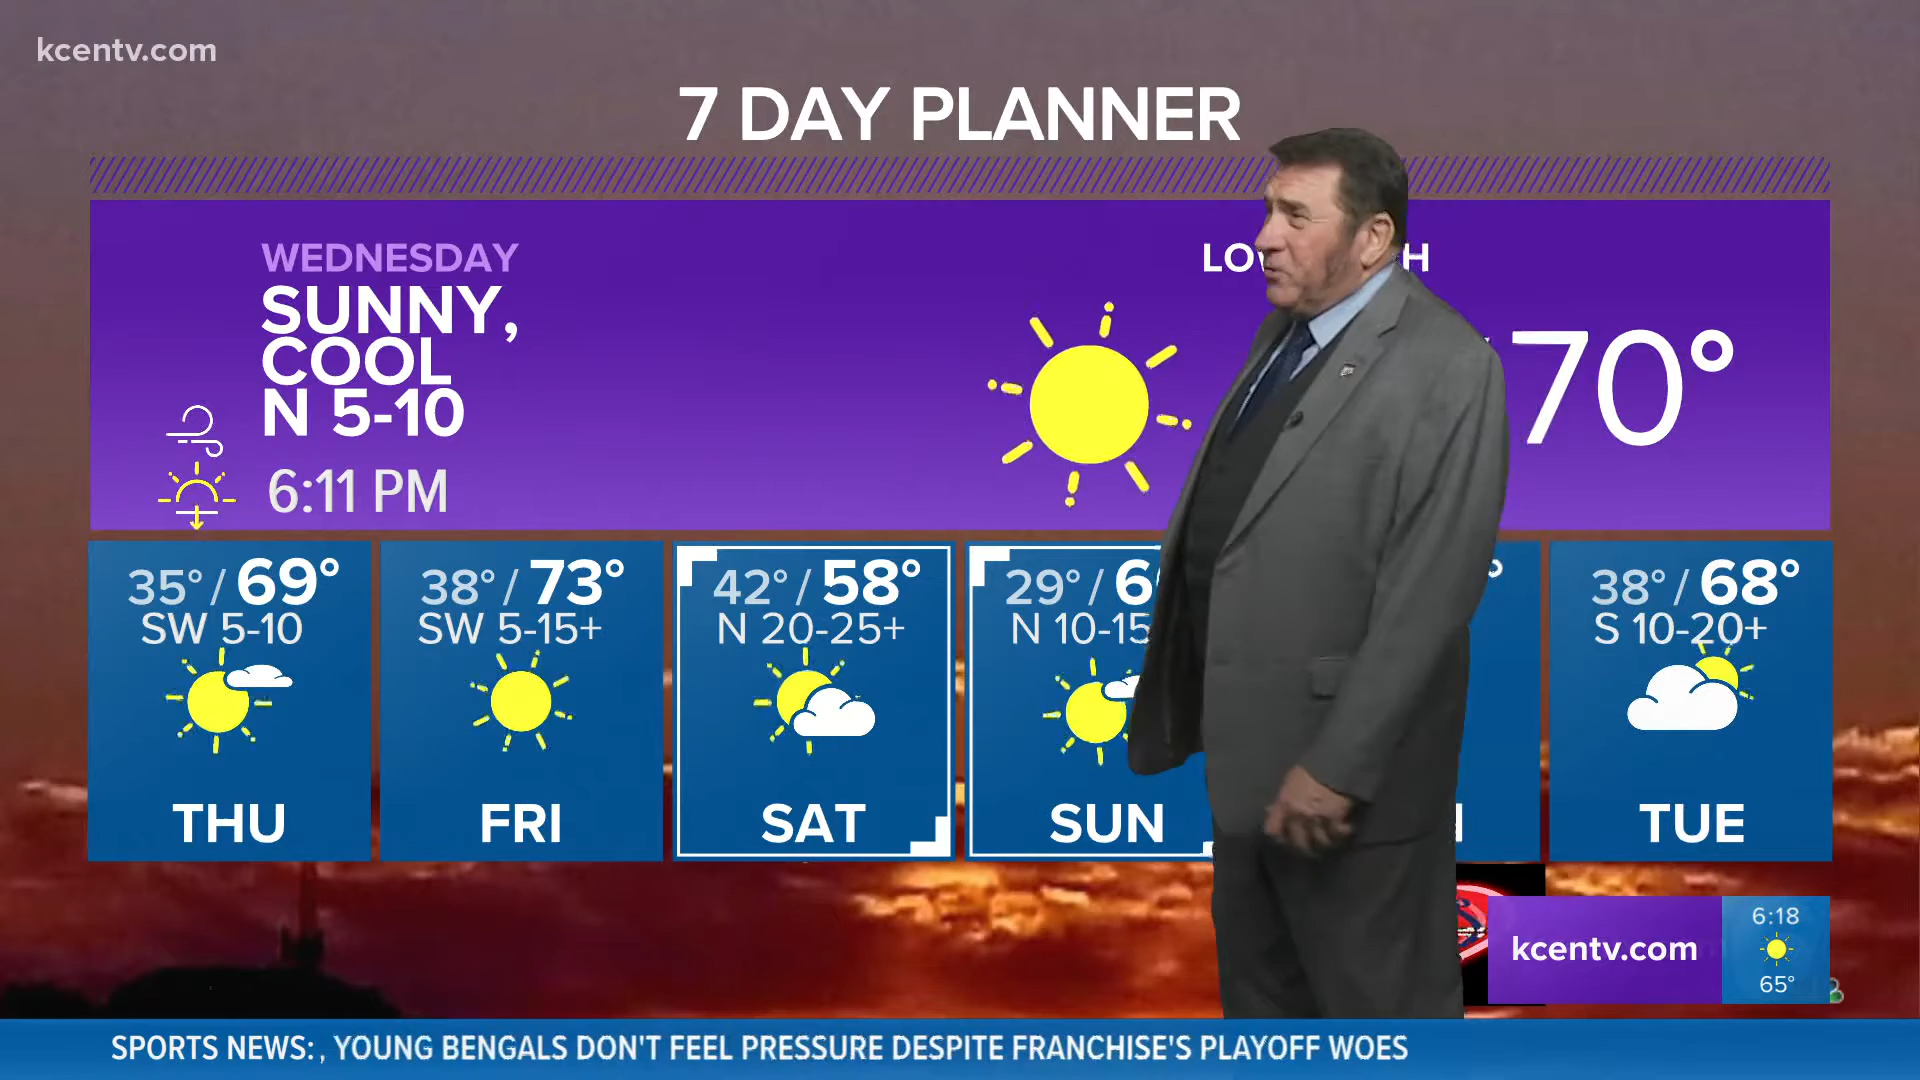 kcentv.com
7 DAY PLANNER
WEDNESDAY
SUNNY,
COOL
N 5-10
6:11 PM
70°
35° / 69°
SW 5-10
THU
38° / 73°
SW 5-15+
FRI
42° / 58°
N 20-25+
SAT
29° /
N 10-15
SUN
38° / 68°
S 10-20+
TUE
kcentv.com
6:18
65°
SPORTS NEWS: , YOUNG BENGALS DON'T FEEL PRESSURE DESPITE FRANCHISE'S PLAYOFF WOES